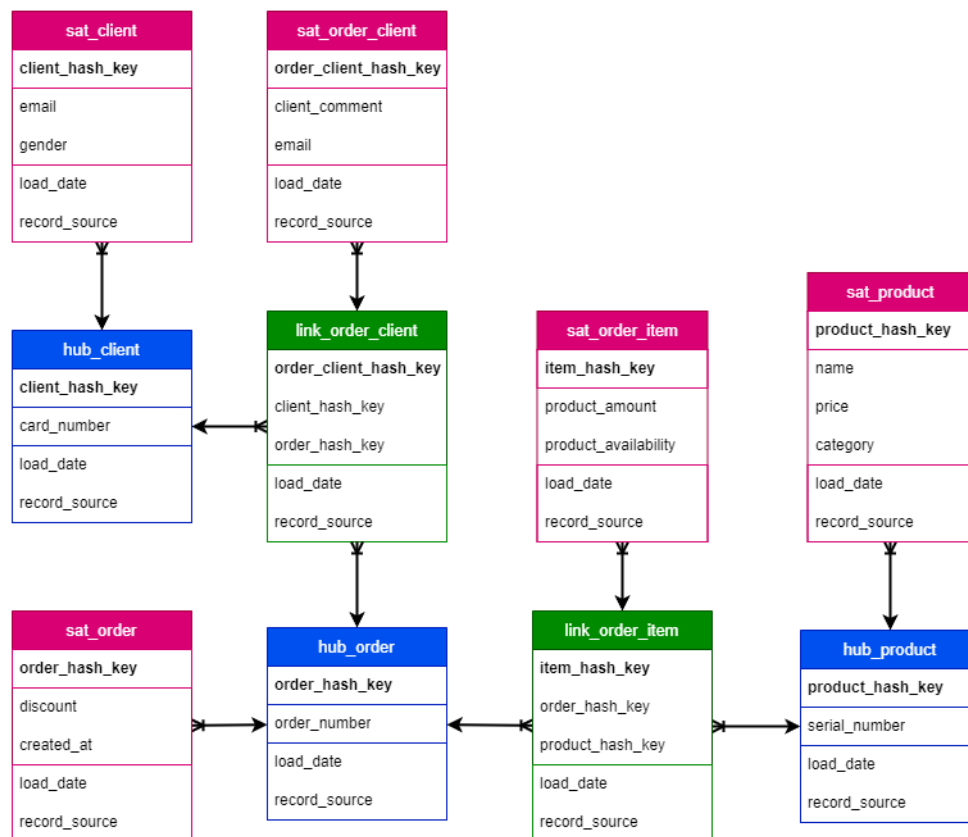 sat_client
client_hash_key
email
gender
load_date
record_source
sat_order_client
order_client_hash_key
client_comment
email
load_date
record_source
hub_client
client_hash_key
card_number
load_date
record_source
link_order_client
order_client_hash_key
client_hash_key
order_hash_key
load_date
record_source
sat_order_item
item_hash_key
product_amount
product_availability
load_date
record_source
sat_product
product_hash_key
name
price
category
load_date
record_source
sat_order
order_hash_key
discount
created_at
load_date
record_source
hub_order
order_hash_key
order_number
load_date
record_source
link_order_item
item_hash_key
order_hash_key
product_hash_key
load_date
record_source
hub_product
product_hash_key
serial_number
load_date
record_source